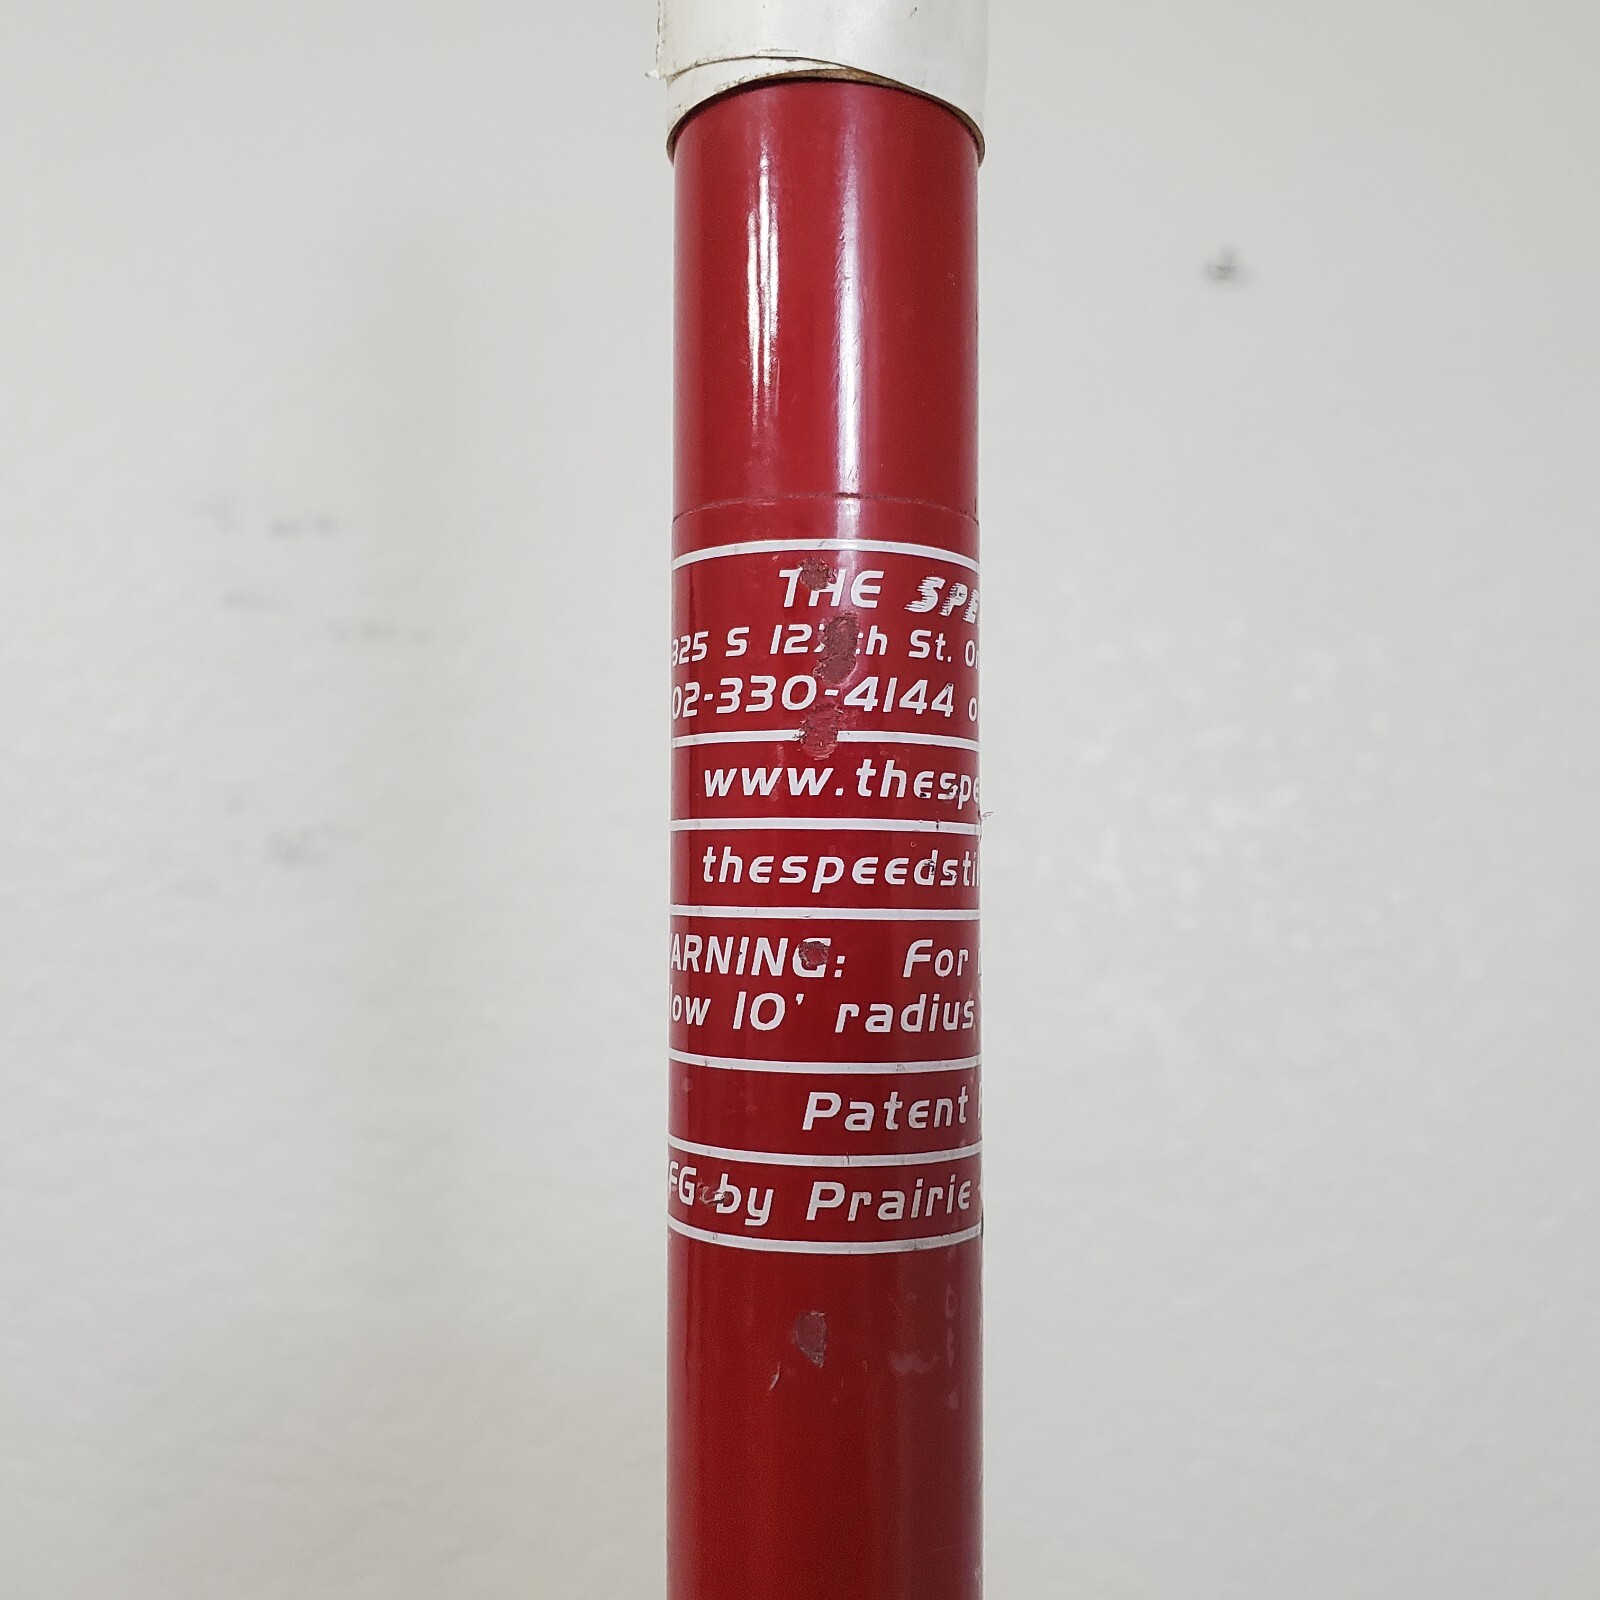 THE SPE
325 S 127th St. O
02-330-4144 o
www.thespe
thespeedsti
ARNING: For
low 10' radius
Patent
FG by Prairie